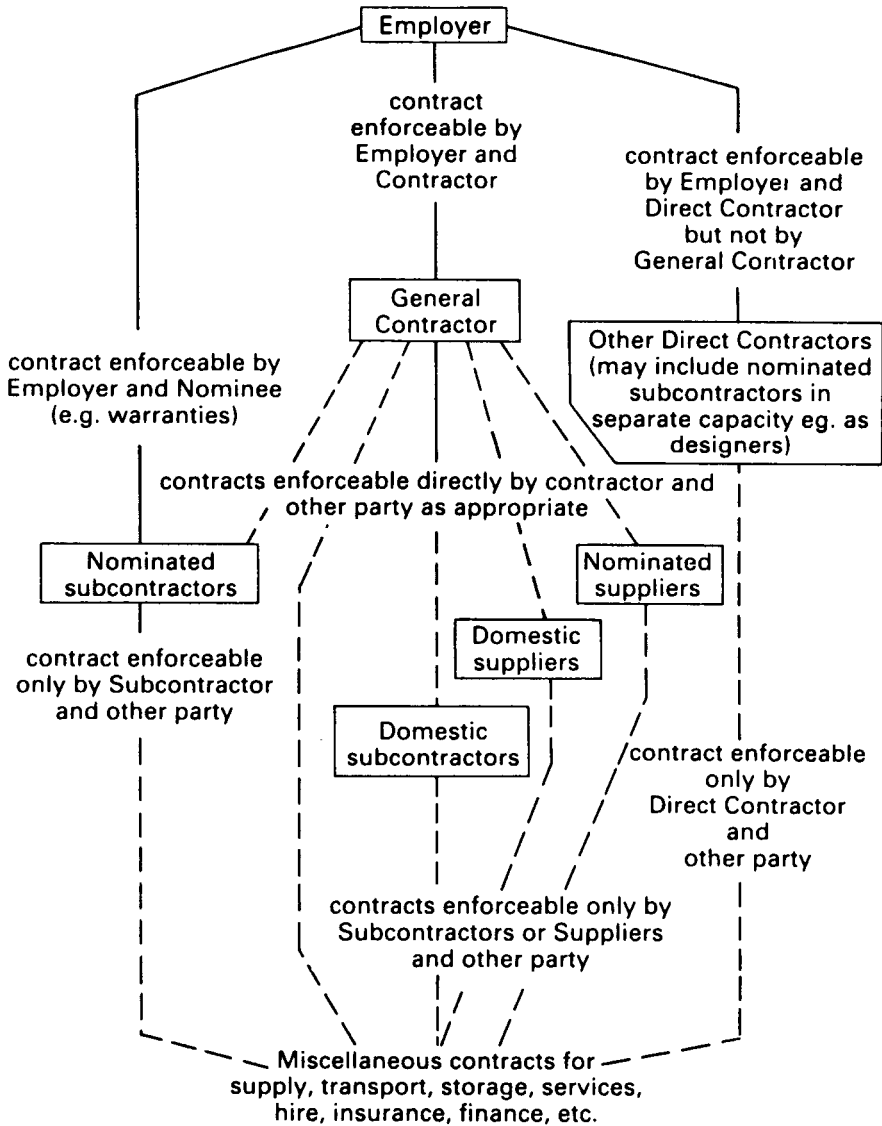 Employer
contract
enforceable by
Employer and
Contractor
contract enforceable
by Employer and
Direct Contractor
but not by
General Contractor
General
Contractor
Other Direct Contractors
(may include nominated
subcontractors in
separate capacity eg. as
designers)
contract enforceable by
Employer and Nominee
(e.g. warranties)
contracts enforceable directly by contractor and
other party as appropriate
Nominated
subcontractors
Nominated
suppliers
Domestic
suppliers
contract enforceable
only by Subcontractor
and other party
Domestic
subcontractors
contract enforceable
only by
Direct Contractor
and
other party
contracts enforceable only by
Subcontractors or Suppliers
and other party
Miscellaneous contracts for
supply, transport, storage, services,
hire, insurance, finance, etc.